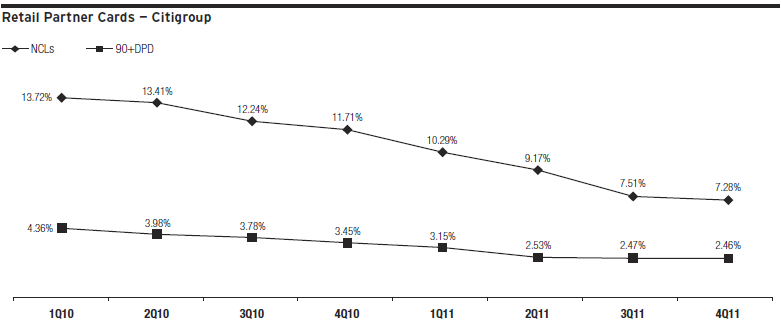 Retail Partner Cards — Citigroup
NCLs 90+DPD
13.72% 13.41% 12.24% 11.71% 10.29% 9.17% 7.51% 7.28%
4.36% 3.98% 3.78% 3.45% 3.15% 2.53% 2.47% 2.46%
1Q10 2Q10 3Q10 4Q10 1Q11 2Q11 3Q11 4Q11